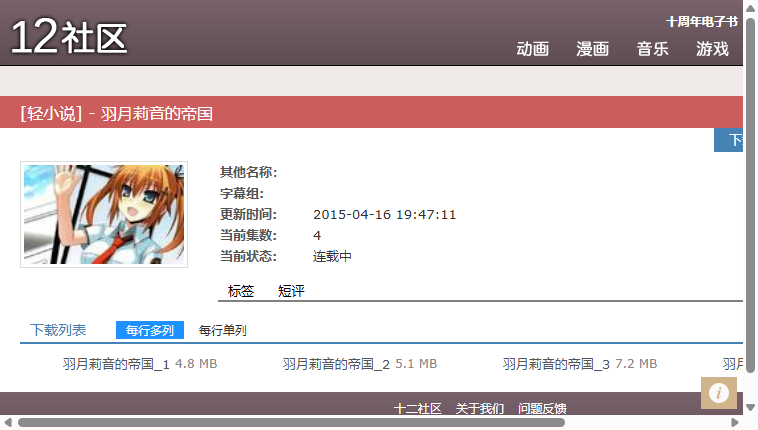 12社区
十周年电子书
动画 漫画 音乐 游戏
[轻小说] - 羽月莉音的帝国
其他名称:
字幕组:
更新时间: 2015-04-16 19:47:11
当前集数: 4
当前状态: 连载中
标签 短评
下载列表 每行多列 每行单列
羽月莉音的帝国_1 4.8 MB 羽月莉音的帝国_2 5.1 MB 羽月莉音的帝国_3 7.2 MB 羽
十二社区 关于我们 问题反馈